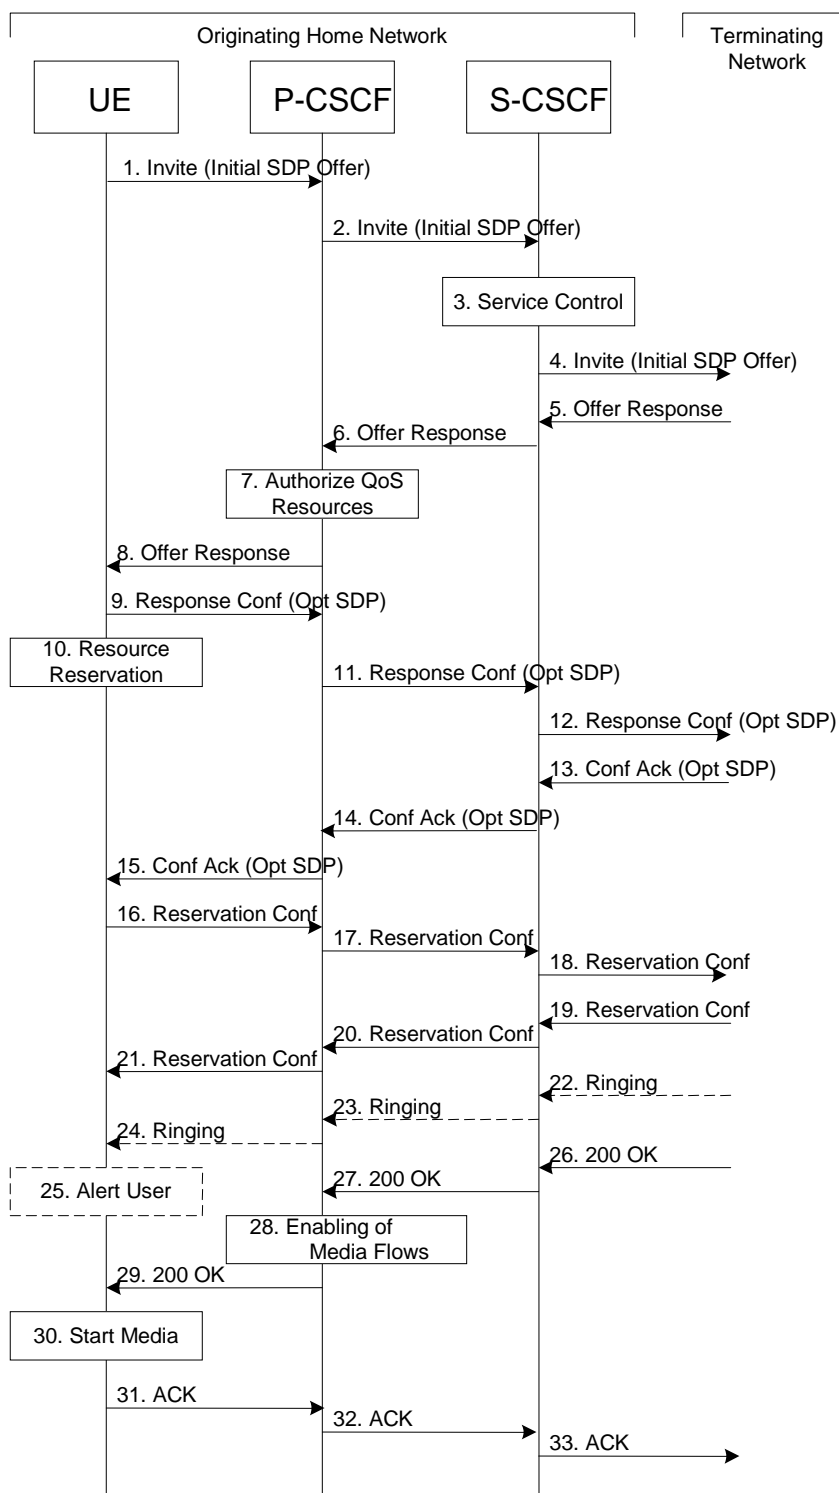 Originating Home Network
Terminating
Network
UE
P-CSCF
S-CSCF
1. Invite (Initial SDP Offer)
2. Invite (Initial SDP Offer)
3. Service Control
4. Invite (Initial SDP Offer)
5. Offer Response
6. Offer Response
7. Authorize QoS
Resources
8. Offer Response
9. Response Conf (Opt SDP)
10. Resource
Reservation
11. Response Conf (Opt SDP)
12. Response Conf (Opt SDP)
13. Conf Ack (Opt SDP)
14. Conf Ack (Opt SDP)
15. Conf Ack (Opt SDP)
16. Reservation Conf
17. Reservation Conf
18. Reservation Conf
19. Reservation Conf
20. Reservation Conf
21. Reservation Conf
22. Ringing
23. Ringing
24. Ringing
25. Alert User
26. 200 OK
27. 200 OK
28. Enabling of
Media Flows
29. 200 OK
30. Start Media
31. ACK
32. ACK
33. ACK